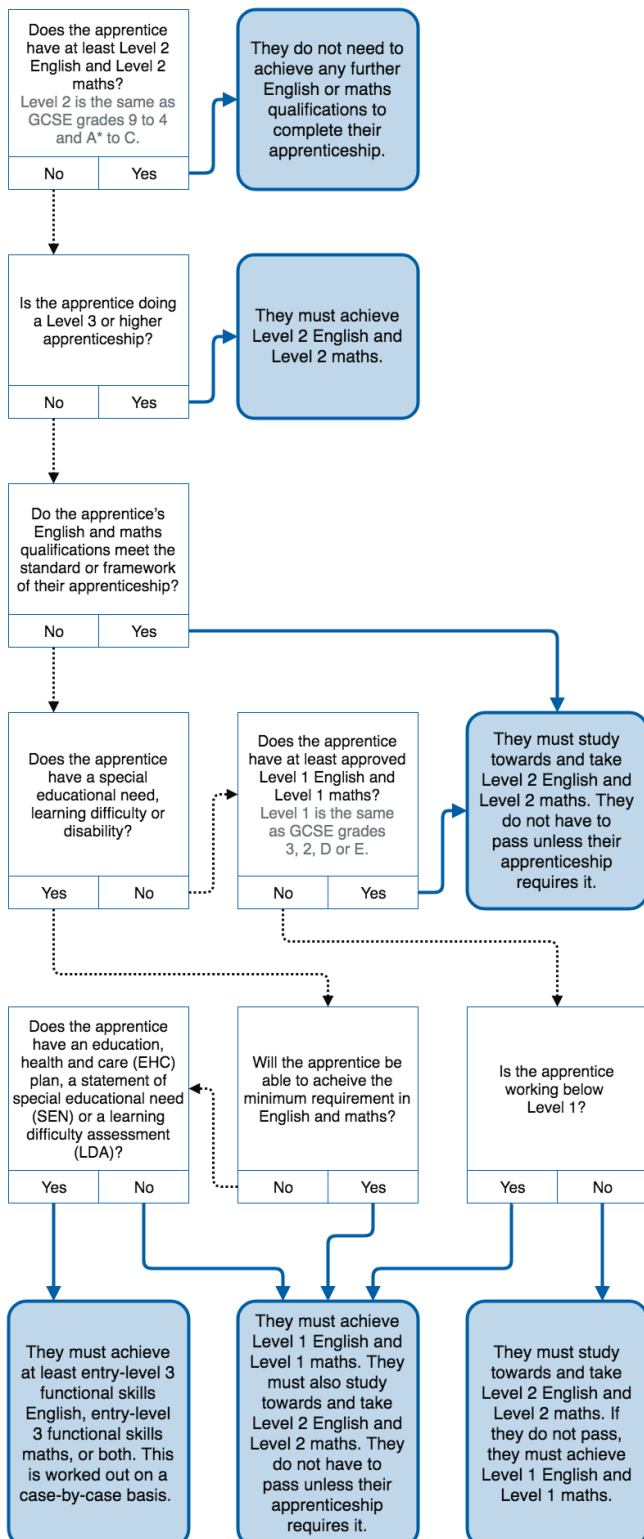 Does the apprentice
have at least Level 2
English and Level 2
maths?
Level 2 is the same as
GCSE grades 9 to 4
and A* to C.
No
Yes
They do not need to
achieve any further
English or maths
qualifications to
complete their
apprenticeship.
Is the apprentice doing
a Level 3 or higher
apprenticeship?
No
Yes
They must achieve
Level 2 English and
Level 2 maths.
Do the apprentice’s
English and maths
qualifications meet the
standard or framework
of their apprenticeship?
No
Yes
Does the apprentice
have a special
educational need,
learning difficulty or
disability?
Yes
No
Does the apprentice
have at least approved
Level 1 English and
Level 1 maths?
Level 1 is the same
as GCSE grades
3, 2, D or E.
No
Yes
They must study
towards and take
Level 2 English and
Level 2 maths. They
do not have to
pass unless their
apprenticeship
requires it.
Does the apprentice
have an education,
health and care (EHC)
plan, a statement of
special educational need
(SEN) or a learning
difficulty assessment
(LDA)?
Yes
No
Will the apprentice be
able to acheive the
minimum requirement in
English and maths?
No
Yes
Is the apprentice
working below
Level 1?
Yes
No
They must achieve
at least entry-level 3
functional skills
English, entry-level
3 functional skills
maths, or both. This
is worked out on a
case-by-case basis.
They must achieve
Level 1 English and
Level 1 maths. They
must also study
towards and take
Level 2 English and
Level 2 maths. They
do not have to
pass unless their
apprenticeship
requires it.
They must study
towards and take
Level 2 English and
Level 2 maths. If
they do not pass,
they must achieve
Level 1 English and
Level 1 maths.